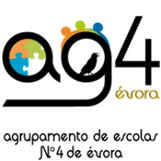 ag4
évora
agrupamento de escolas
Nº4 de évora